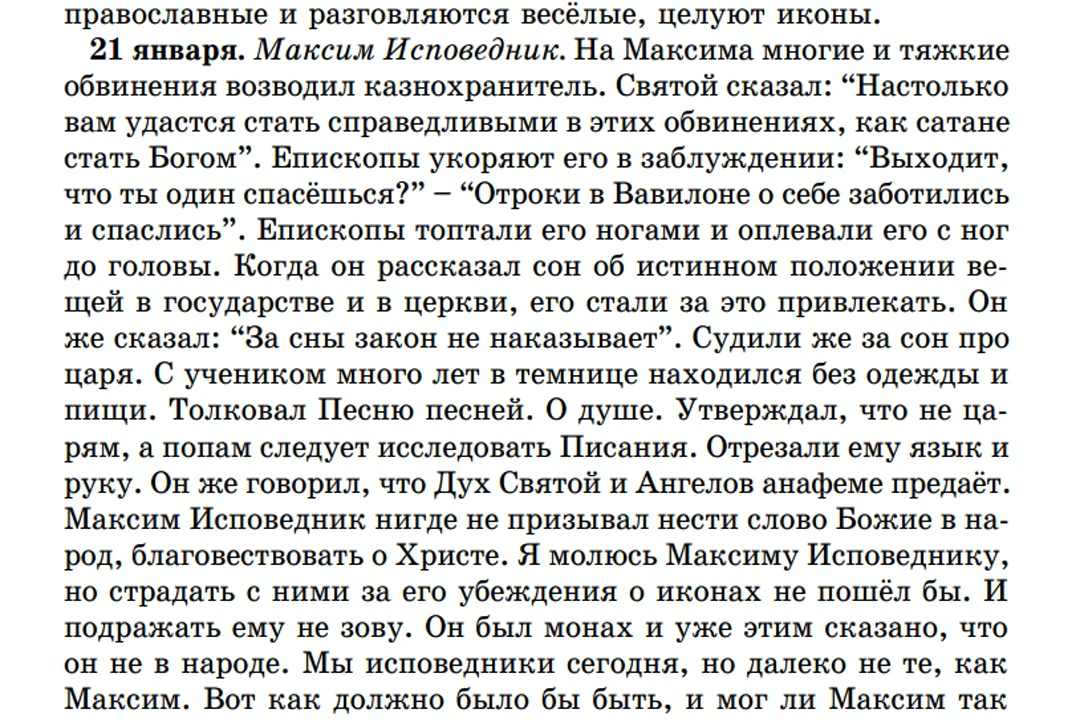 православные и разговляются весёлые, целуют иконы.
21 января. Максим Исповедник. На Максима многие и тяжкие
обвинения возводил казнохранитель. Святой сказал: “Настолько
вам удастся стать справедливыми в этих обвинениях, как сатане
стать Богом”. Епископы укоряют его в заблуждении: “Выходит,
что ты один спасёшься?” – “Отроки в Вавилоне о себе заботились
и спаслись”. Епископы топтали его ногами и оплевали его с ног
до головы. Когда он рассказал сон об истинном положении ве-
щей в государстве и в церкви, его стали за это привлекать. Он
же сказал: “За сны закон не наказывает”. Судили же за сон про
царя. С учеником много лет в темнице находился без одежды и
пищи. Толковал Песню песней. О душе. Утверждал, что не ца-
рям, а попам следует исследовать Писания. Отрезали ему язык и
руку. Он же говорил, что Дух Святой и Ангелов анафеме предаёт.
Максим Исповедник нигде не призывал нести слово Божие в на-
род, благовествовать о Христе. Я молюсь Максиму Исповеднику,
но страдать с ними за его убеждения о иконах не пошёл бы. И
подражать ему не зову. Он был монах и уже этим сказано, что
он не в народе. Мы исповедники сегодня, но далеко не те, как
Максим. Вот как должно было бы быть, и мог ли Максим так